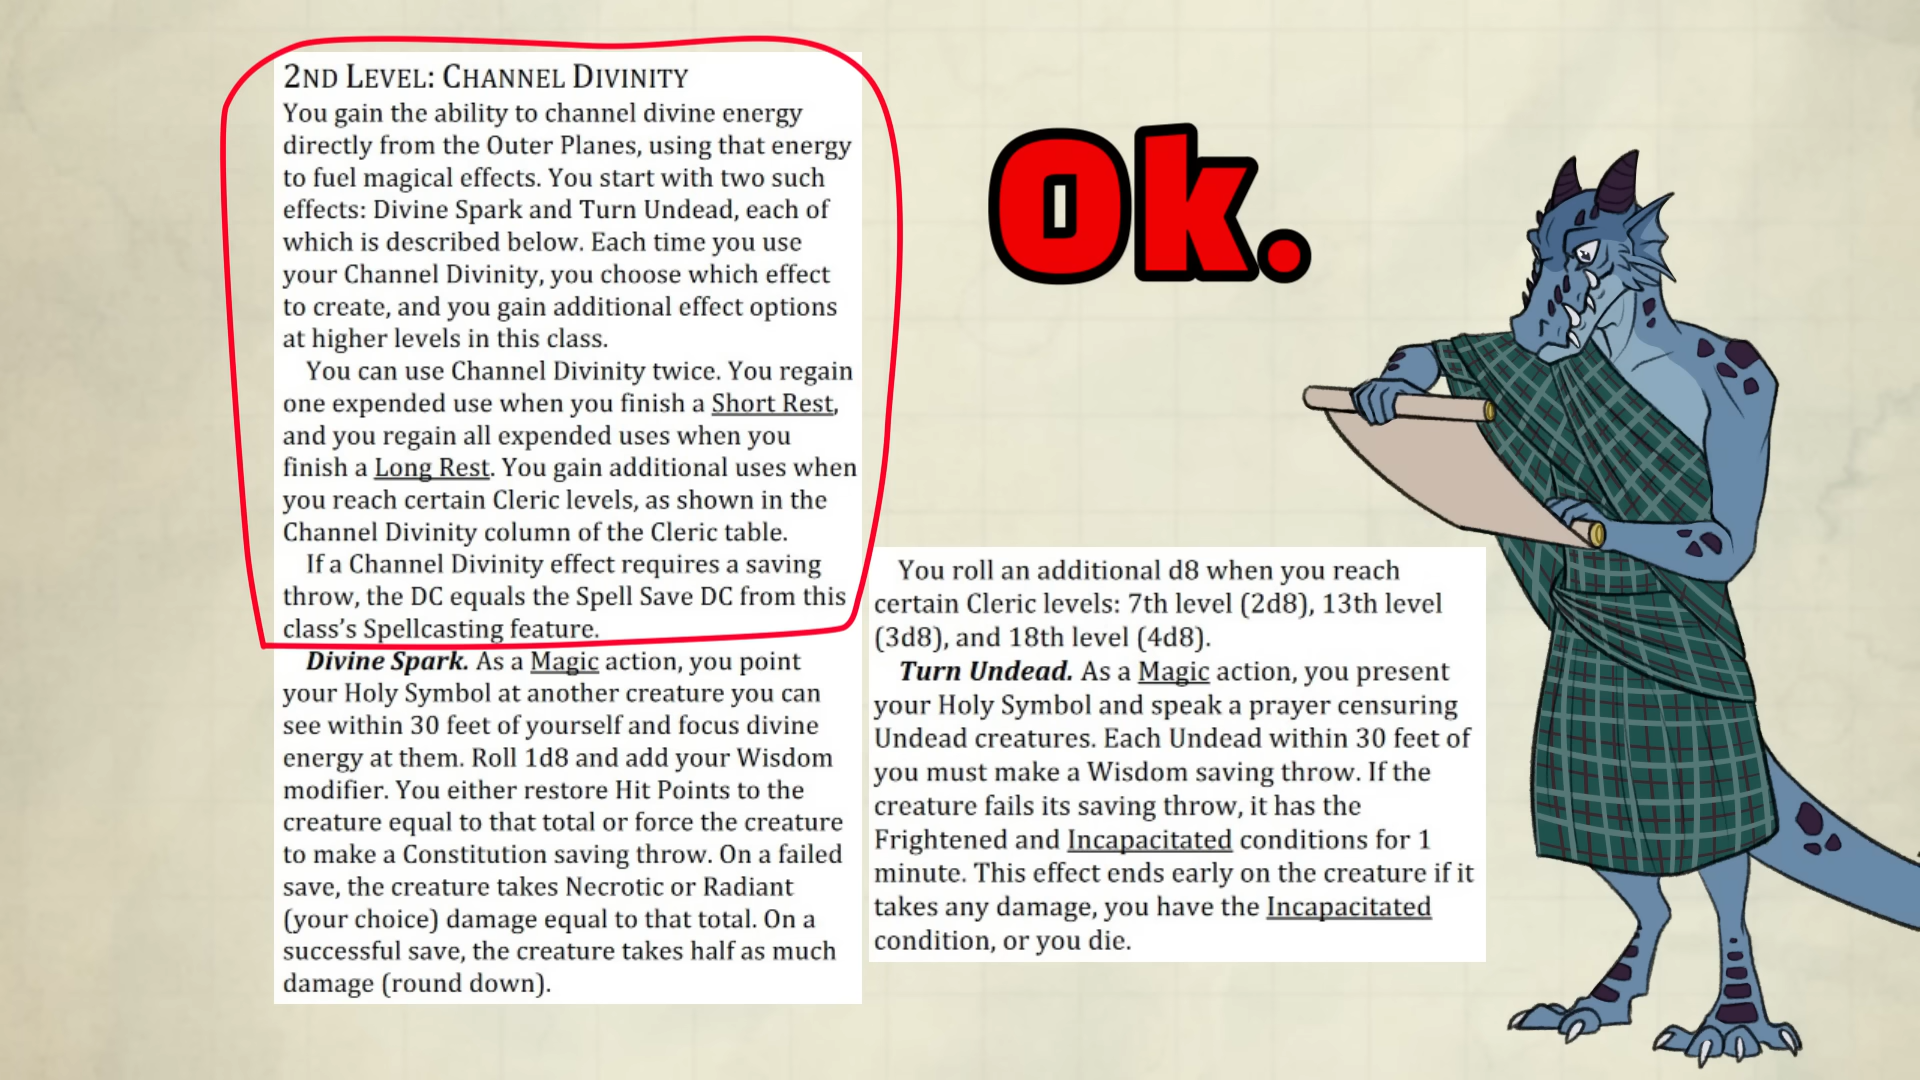 2ND LEVEL: CHANNEL DIVINITY
You gain the ability to channel divine energy
directly from the Outer Planes, using that energy
to fuel magical effects. You start with two such
effects: Divine Spark and Turn Undead, each of
which is described below. Each time you use
your Channel Divinity, you choose which effect
to create, and you gain additional effect options
at higher levels in this class.
You can use Channel Divinity twice. You regain
one expended use when you finish a Short Rest,
and you regain all expended uses when you
finish a Long Rest. You gain additional uses when
you reach certain Cleric levels, as shown in the
Channel Divinity column of the Cleric table.
If a Channel Divinity effect requires a saving
throw, the DC equals the Spell Save DC from this
class’s Spellcasting feature.
Divine Spark. As a Magic action, you point
your Holy Symbol at another creature you can
see within 30 feet of yourself and focus divine
energy at them. Roll 1d8 and add your Wisdom
modifier. You either restore Hit Points to the
creature equal to that total or force the creature
to make a Constitution saving throw. On a failed
save, the creature takes Necrotic or Radiant
(your choice) damage equal to that total. On a
successful save, the creature takes half as much
damage (round down).
Ok.
You roll an additional d8 when you reach
certain Cleric levels: 7th level (2d8), 13th level
(3d8), and 18th level (4d8).
Turn Undead. As a Magic action, you present
your Holy Symbol and speak a prayer censuring
Undead creatures. Each Undead within 30 feet of
you must make a Wisdom saving throw. If the
creature fails its saving throw, it has the
Frightened and Incapacitated conditions for 1
minute. This effect ends early on the creature if it
takes any damage, you have the Incapacitated
condition, or you die.